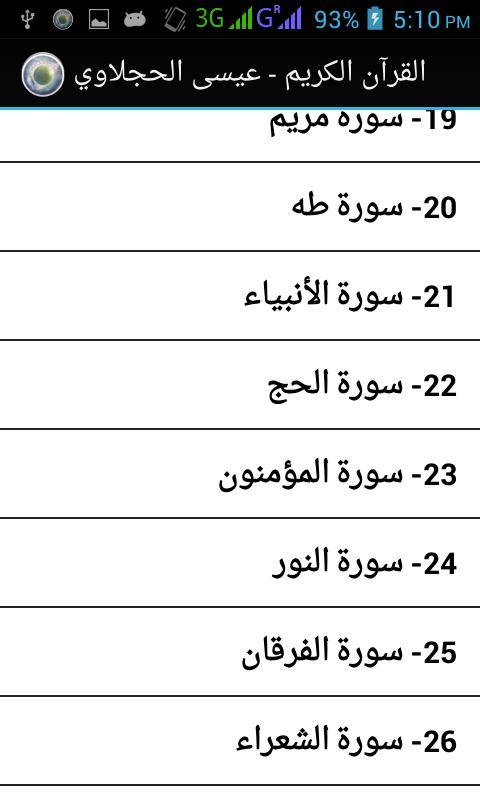 3G G R 93% 5:10 PM
القرآن الكريم - عيسى الحجلاوي
19- سورة مريم
20- سورة طه
21- سورة الأنبياء
22- سورة الحج
23- سورة المؤمنون
24- سورة النور
25- سورة الفرقان
26- سورة الشعراء